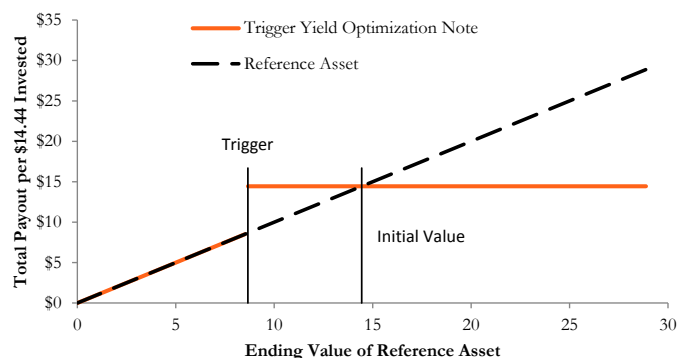 $35
$30
$25
$20
$15
$10
$5
$0
Total Payout per $14.44 Invested
Trigger Yield Optimization Note
Reference Asset
Trigger
Initial Value
0 5 10 15 20 25 30
Ending Value of Reference Asset